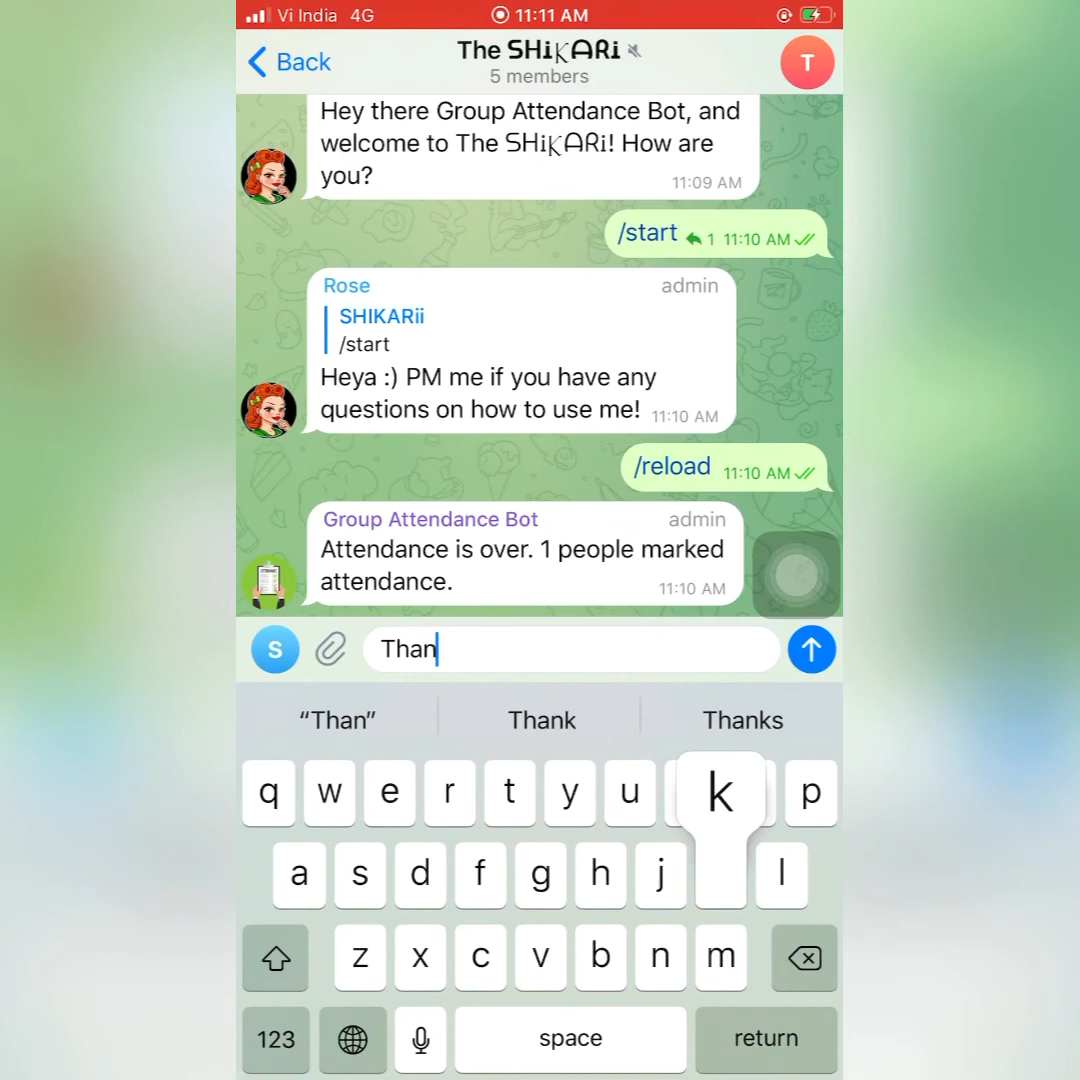 Vi India 4G 11:11 AM
Back
The SHiᏦᗩRi
5 members
T
Hey there Group Attendance Bot, and
welcome to The SHiᏦᗩRi! How are
you?
11:09 AM
/start 1 11:10 AM
Rose admin
SHIKARii
/start
Heya :) PM me if you have any
questions on how to use me! 11:10 AM
/reload 11:10 AM
Group Attendance Bot admin
Attendance is over. 1 people marked
attendance.
11:10 AM
S Than
“Than” Thank Thanks
q w e r t y u k p
a s d f g h j l
z x c v b n m
123 space return